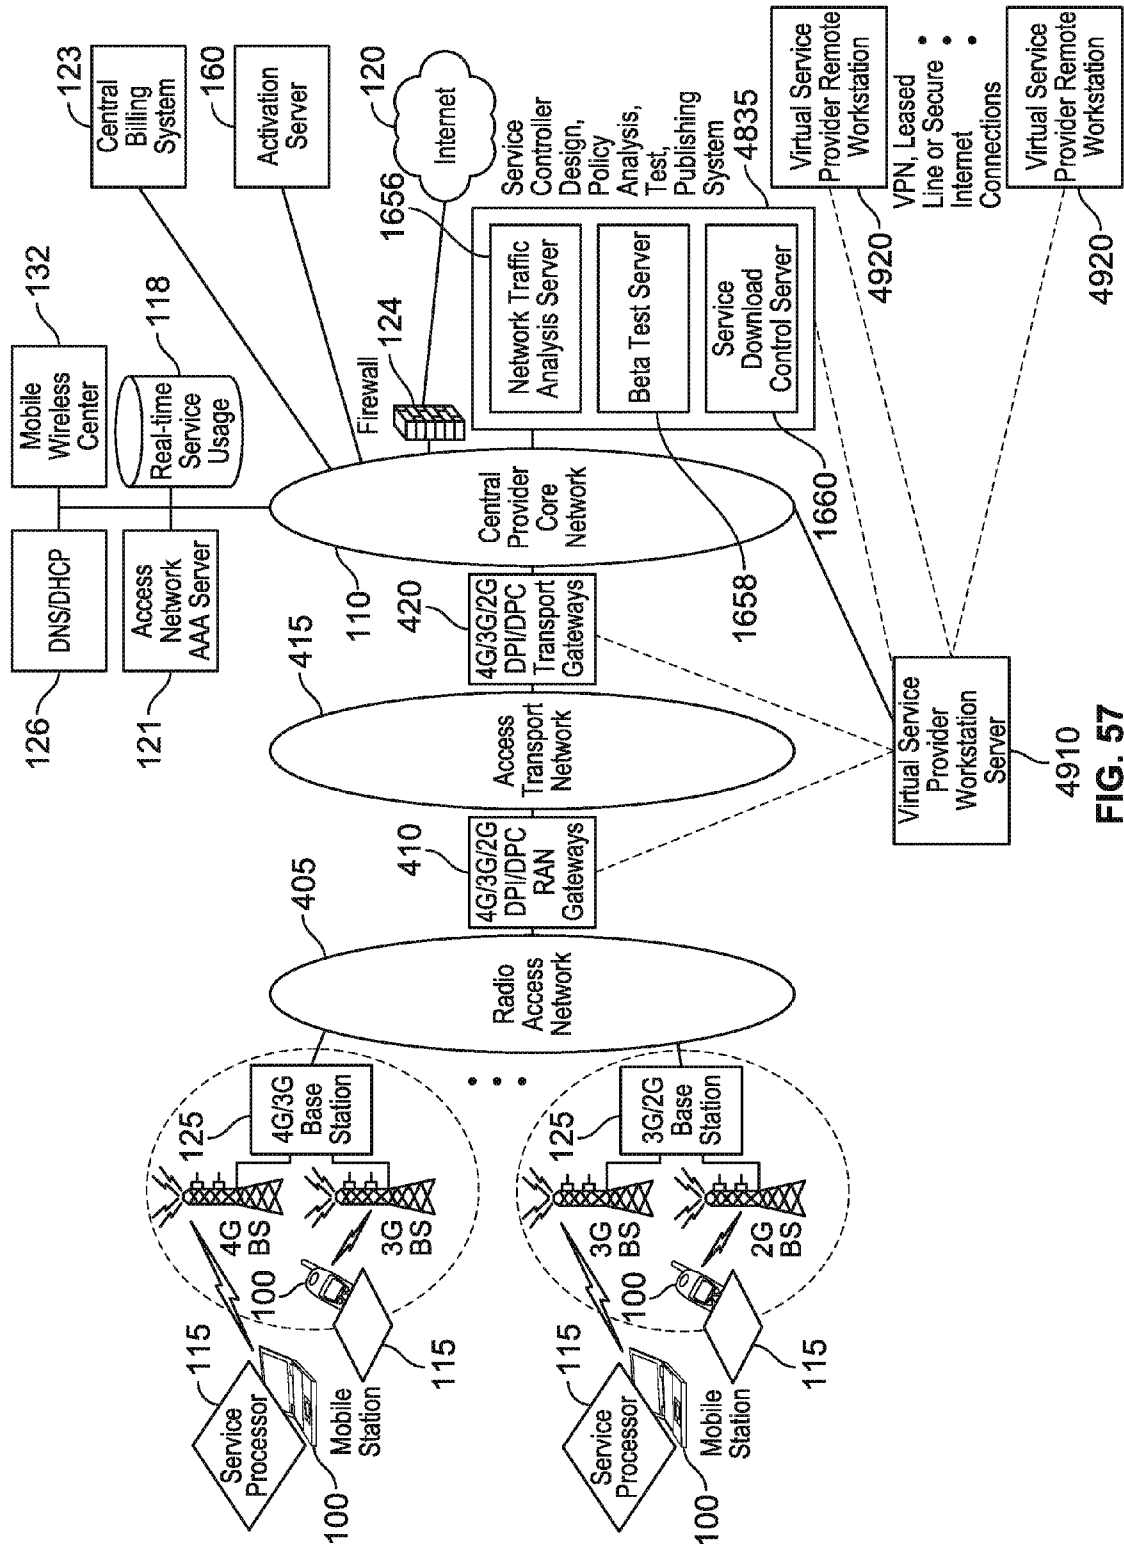 126
DNS/DHCP
Mobile
Wireless
Center
132
121
Access
Network
AAA Server
Real-time
Service
Usage
118
Central
Billing
System
123
Activation
Server
160
Internet
120
Firewall
124
Service
Controller
Design,
Policy
Analysis,
Test,
Publishing
System
4835
Network Traffic
Analysis Server
1656
Beta Test Server
1658
Service
Download
Control Server
1660
Central
Provider
Core
Network
110
4G/3G/2G
DPI/DPC
Transport
Gateways
420
Access
Transport
Network
415
4G/3G/2G
DPI/DPC
RAN
Gateways
410
Radio
Access
Network
405
4G/3G
Base
Station
125
4G
BS
3G
BS
100
115
Service
Processor
115
Mobile
Station
100
3G/2G
Base
Station
125
3G
BS
2G
BS
100
115
Service
Processor
115
Mobile
Station
100
Virtual Service
Provider
Workstation
Server
4910
Virtual Service
Provider Remote
Workstation
4920
VPN, Leased
Line or Secure
Internet
Connections
Virtual Service
Provider Remote
Workstation
4920
FIG. 57